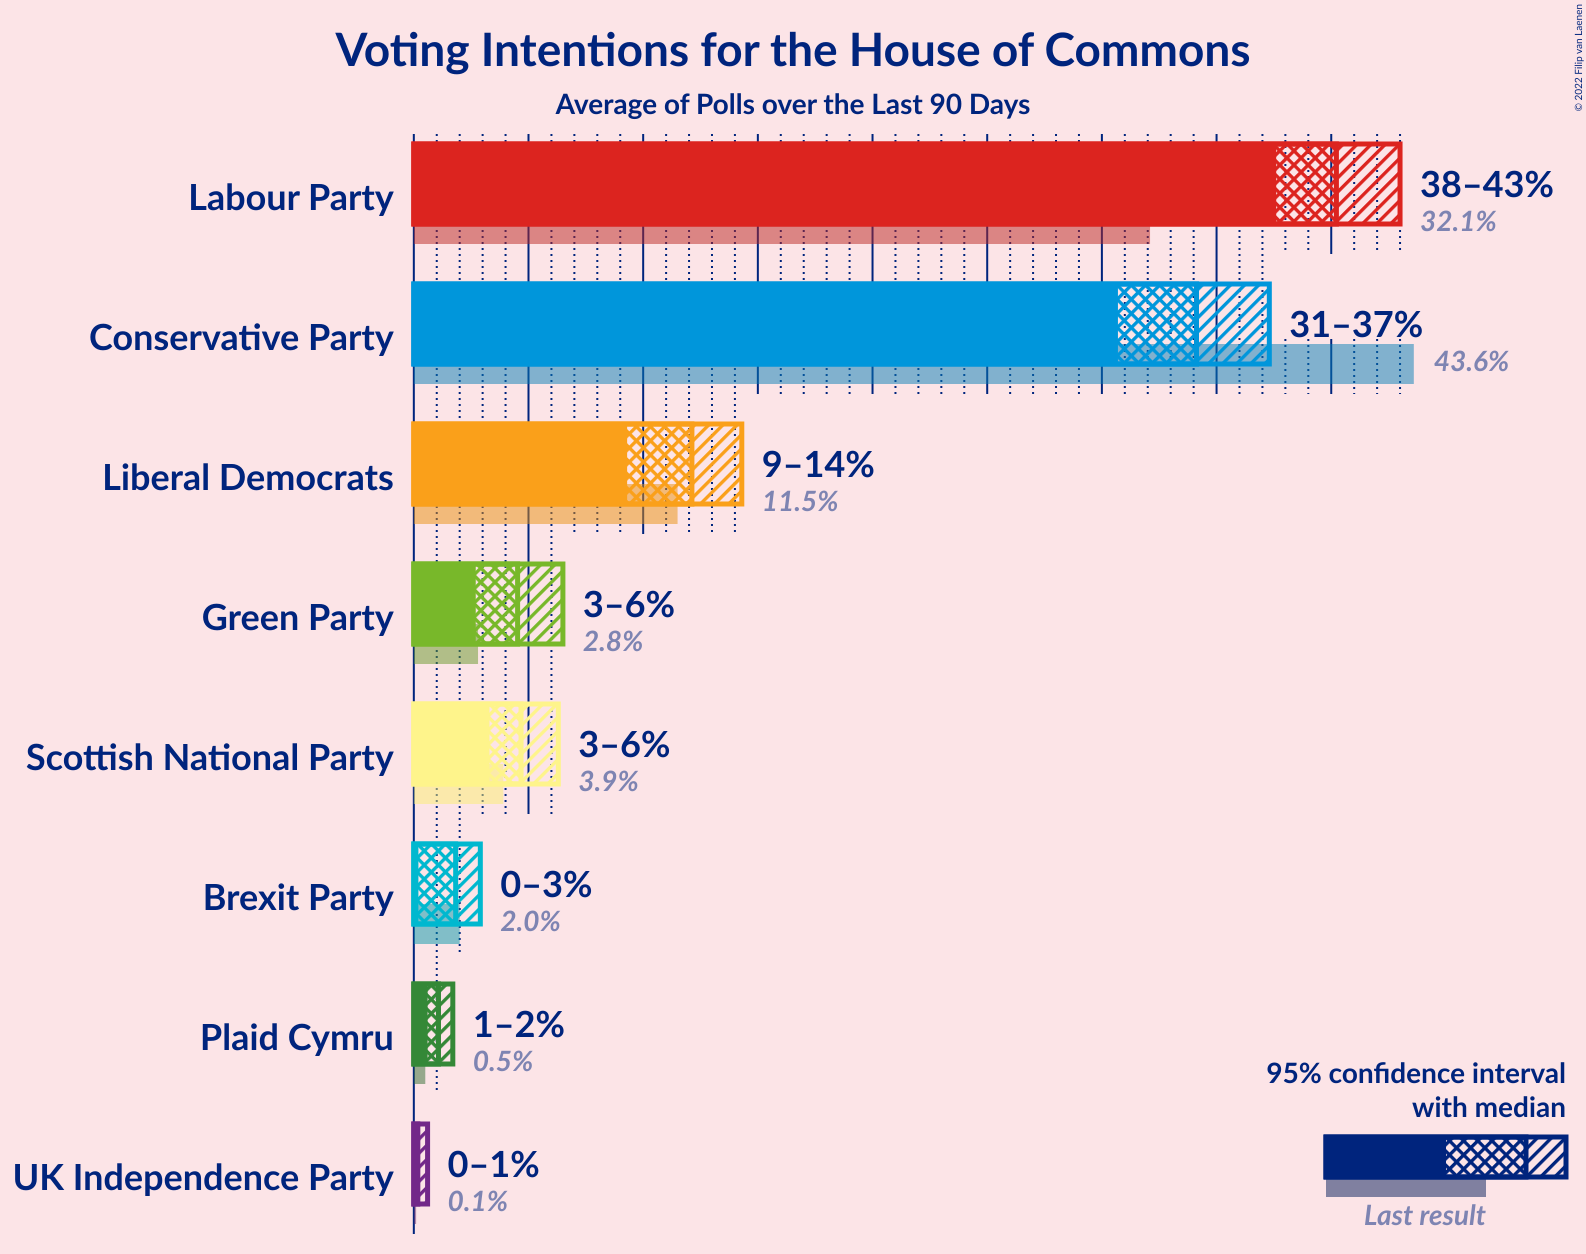 Voting Intentions for the House of Commons
Average of Polls over the Last 90 Days
© 2022 Filip van Laenen
Labour Party
38–43%
32.1%
Conservative Party
31–37%
43.6%
Liberal Democrats
9–14%
11.5%
Green Party
3–6%
2.8%
Scottish National Party
3–6%
3.9%
Brexit Party
0–3%
2.0%
Plaid Cymru
1–2%
0.5%
UK Independence Party
0–1%
0.1%
95% confidence interval
with median
Last result